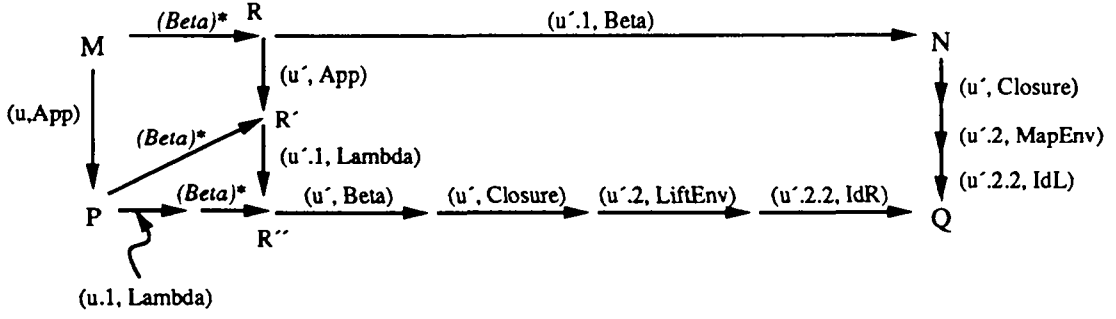 M (Beta)* R (u´.1, Beta) N
(u´, App) (u´, Closure)
(u,App) (Beta)* R´ (u´.2, MapEnv)
(u´.1, Lambda) (u´.2.2, IdL)
P (Beta)* R´´ (u´, Beta) (u´, Closure) (u´.2, LiftEnv) (u´.2.2, IdR) Q
(u.1, Lambda)